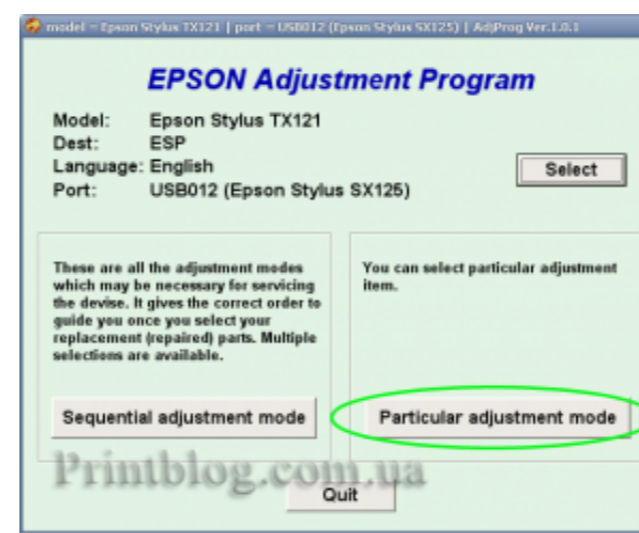 model = Epson Stylus TX121 | port = USB012 (Epson Stylus SX125) | AdjProg Ver.1.0.1
EPSON Adjustment Program
Model: Epson Stylus TX121
Dest: ESP
Language: English
Select
Port: USB012 (Epson Stylus SX125)
These are all the adjustment modes
which may be necessary for servicing
the devise. It gives the correct order to
guide you once you select your
replacement (repaired) parts. Multiple
selections are available.
You can select particular adjustment
item.
Sequential adjustment mode
Particular adjustment mode
Printblog.com.ua
Quit